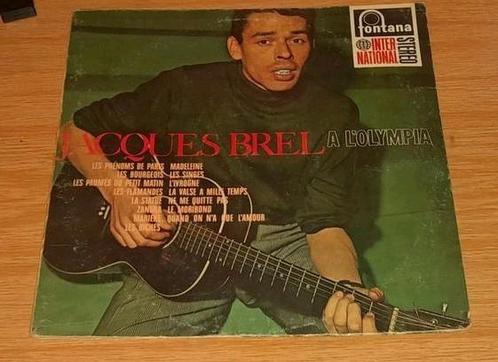 fontana
INTER
NATIONAL
STEREO
JACQUES BREL
A L'OLYMPIA
LES PRÉNOMS DE PARIS MADELEINE
LES BOURGEOIS LES SINGES
LES PAUMÉS DU PETIT MATIN L'IVROGNE
LES FLAMANDES LA VALSE A MILLE TEMPS
LA STATUE NE ME QUITTE PAS
ZANGRA LE MORIBOND
MARIEKE QUAND ON N'A QUE L'AMOUR
LES BICHES